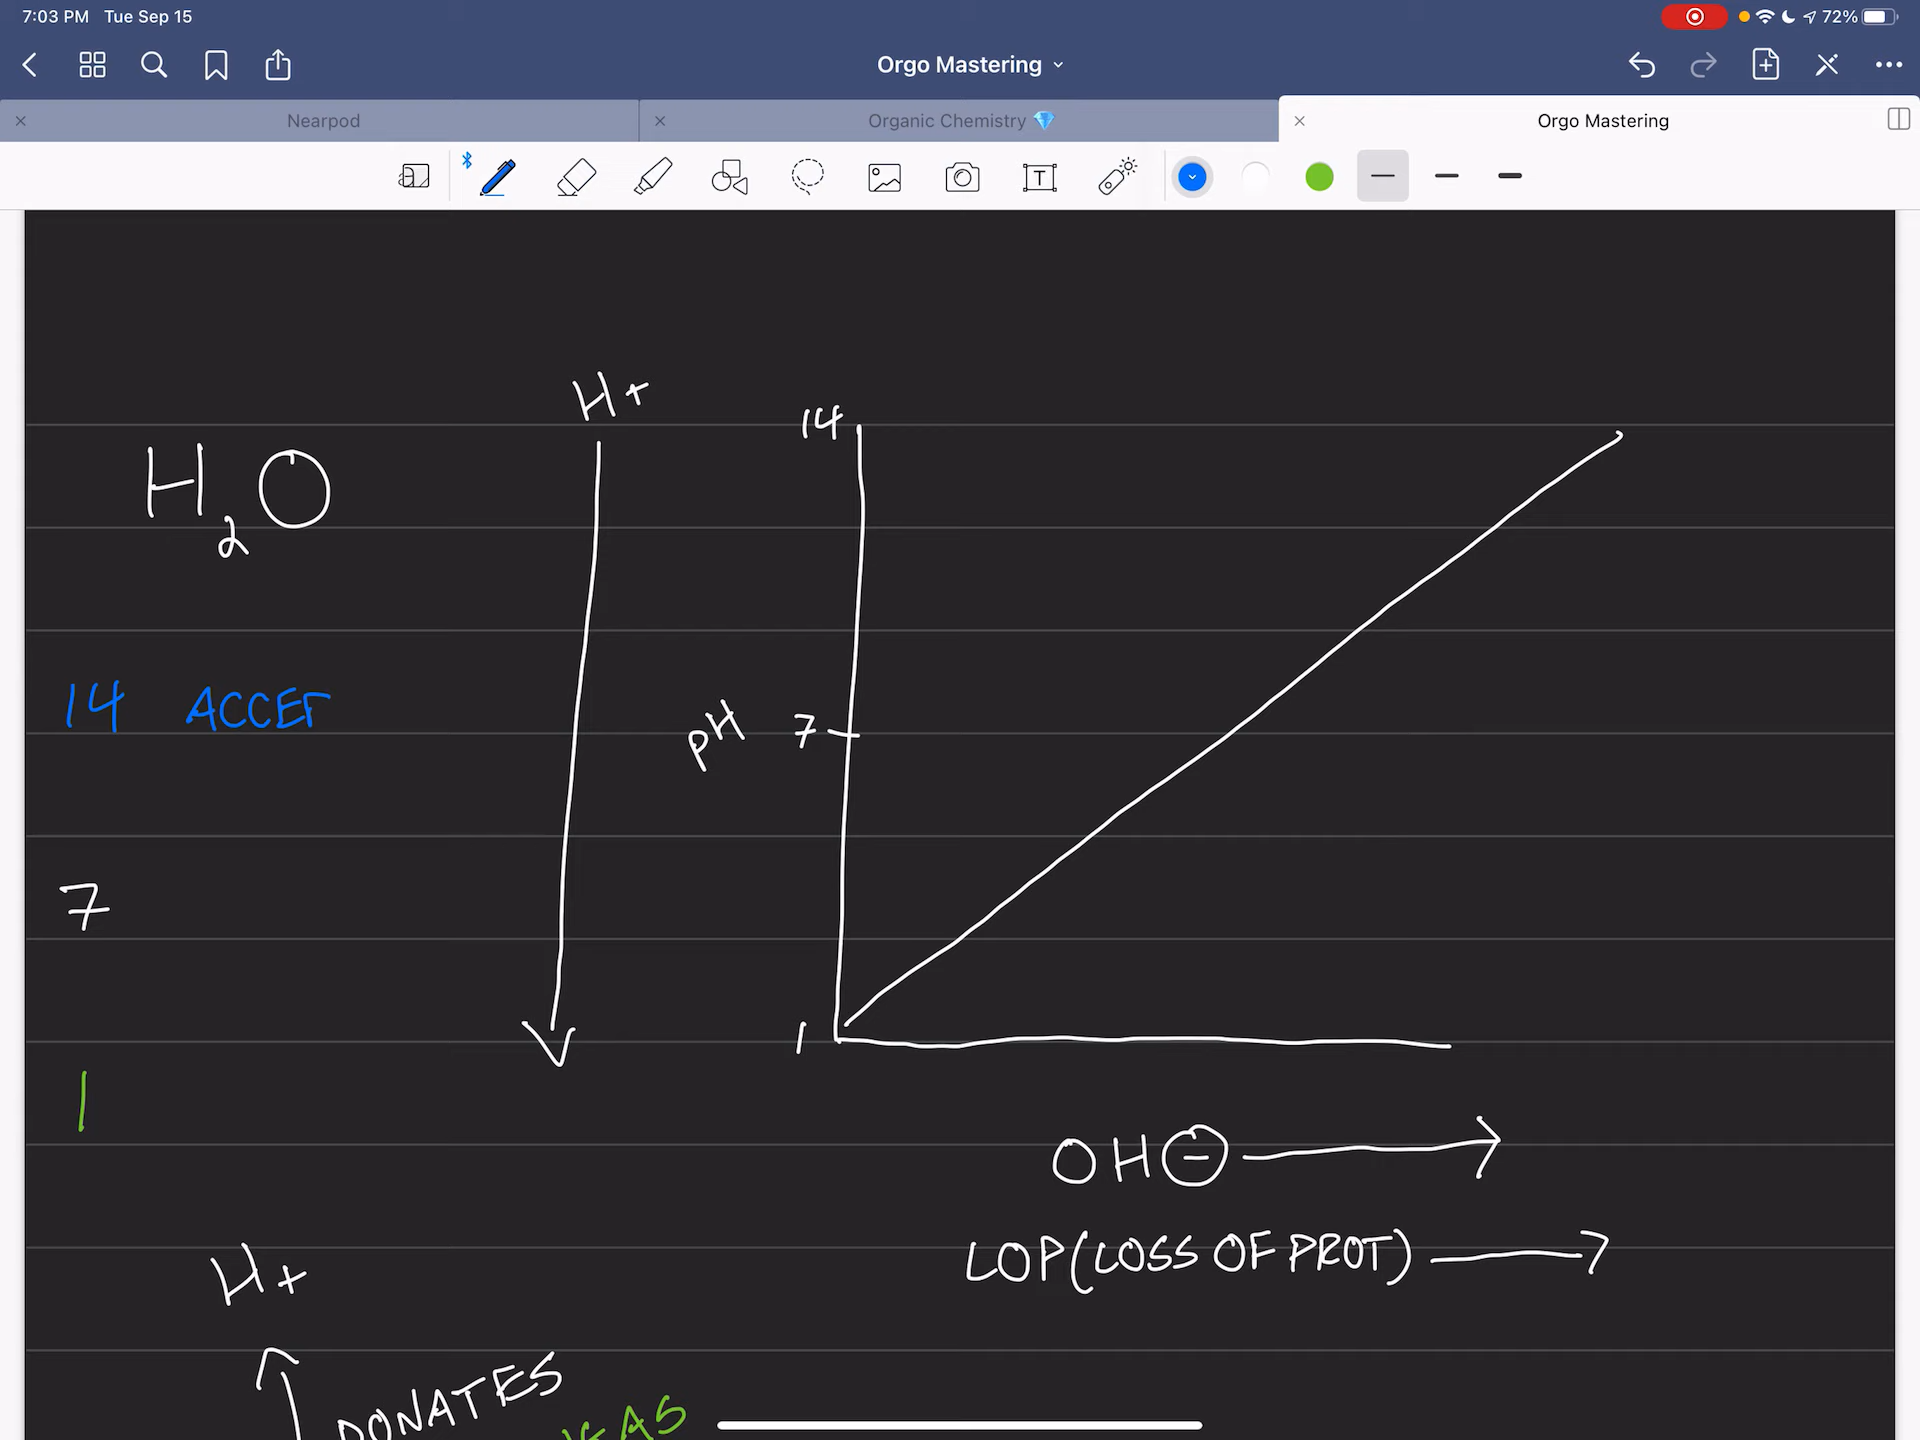 7:03 PM Tue Sep 15
72%
Orgo Mastering
Nearpod
Organic Chemistry 💎
Orgo Mastering
H+
14
H2O
14 ACCEP
pH 7
7
1
1
OH⊖
LOP(LOSS OF PROT)
H+
DONATES